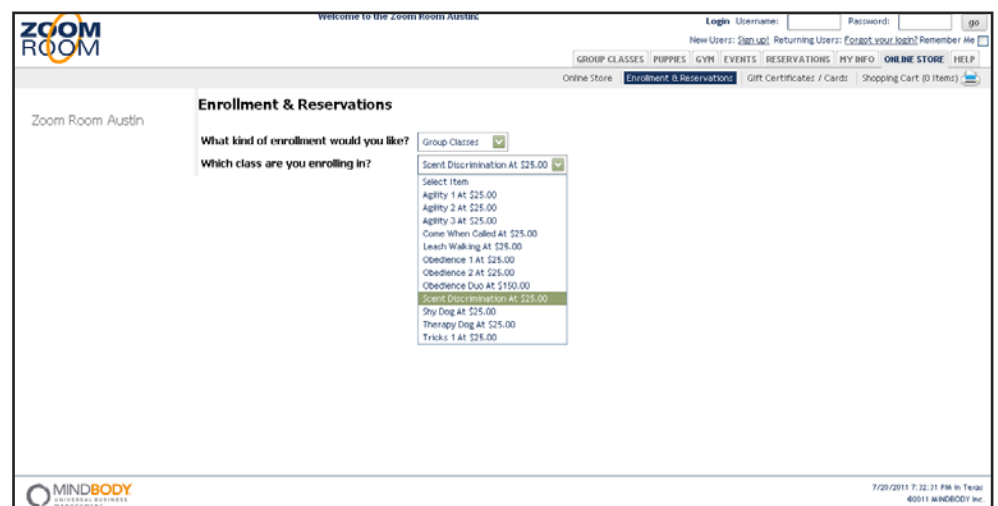 Welcome to the Zoom Room Austin!
Login Username: Password: go
ZOOM
ROOM
New Users: Sign up! Returning Users: Forgot your login? Remember Me
GROUP CLASSES PUPPIES GYM EVENTS RESERVATIONS MY INFO ONLINE STORE HELP
Online Store Enrollment & Reservations Gift Certificates / Cards Shopping Cart (0 items)
Zoom Room Austin
Enrollment & Reservations
What kind of enrollment would you like? Group Classes
Which class are you enrolling in? Scent Discrimination At $25.00
Select Item
Agility 1 At $25.00
Agility 2 At $25.00
Agility 3 At $25.00
Come When Called At $25.00
Leash Walking At $25.00
Obedience 1 At $25.00
Obedience 2 At $25.00
Obedience Duo At $150.00
Scent Discrimination At $25.00
Shy Dog At $25.00
Therapy Dog At $25.00
Tricks 1 At $25.00
MINDBODY
UNIVERSAL BUSINESS
MANAGEMENT
7/20/2011 7:32:31 PM in Texas
©2011 MINDBODY Inc.